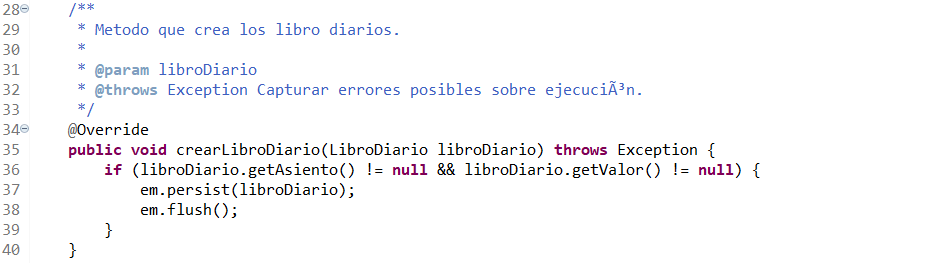 28 /**
29 * Metodo que crea los libro diarios.
30 *
31 * @param libroDiario
32 * @throws Exception Capturar errores posibles sobre ejecuciÃ³n.
33 */
34 @Override
35 public void crearLibroDiario(LibroDiario libroDiario) throws Exception {
36 if (libroDiario.getAsiento() != null && libroDiario.getValor() != null) {
37 em.persist(libroDiario);
38 em.flush();
39 }
40 }